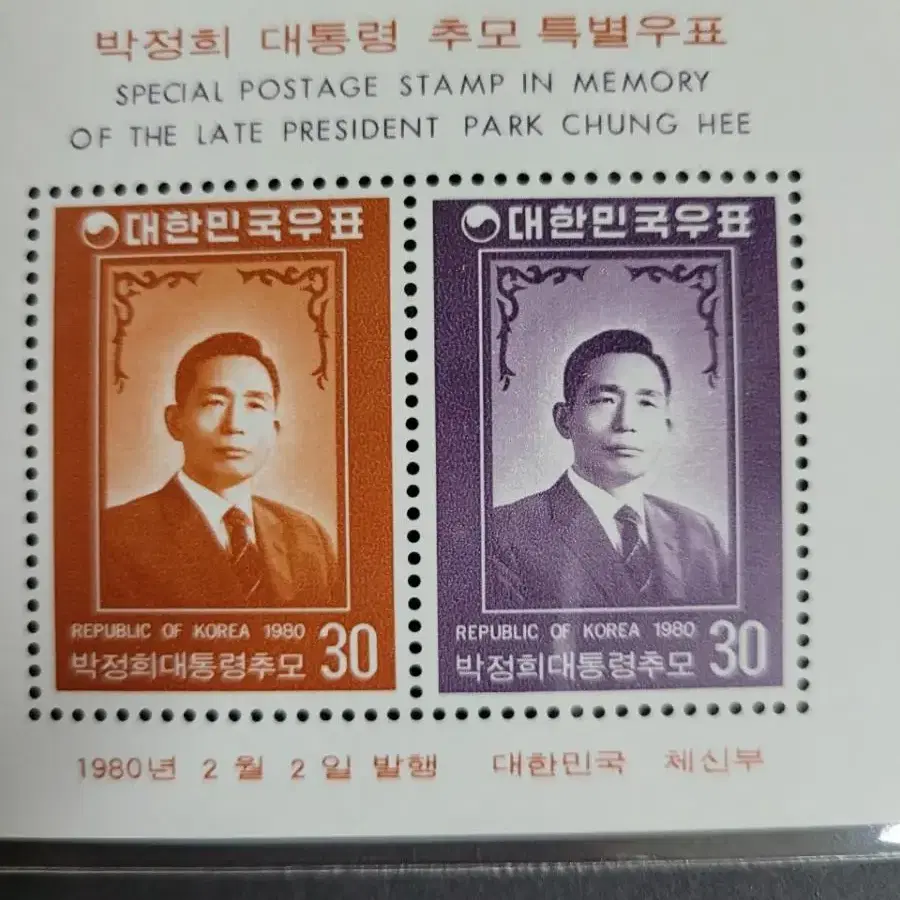 박정희 대통령 추모 특별우표
SPECIAL POSTAGE STAMP IN MEMORY
OF THE LATE PRESIDENT PARK CHUNG HEE
대한민국우표
REPUBLIC OF KOREA 1980 30
박정희대통령추모
대한민국우표
REPUBLIC OF KOREA 1980 30
박정희대통령추모
1980년 2월 2일 발행 대한민국 체신부